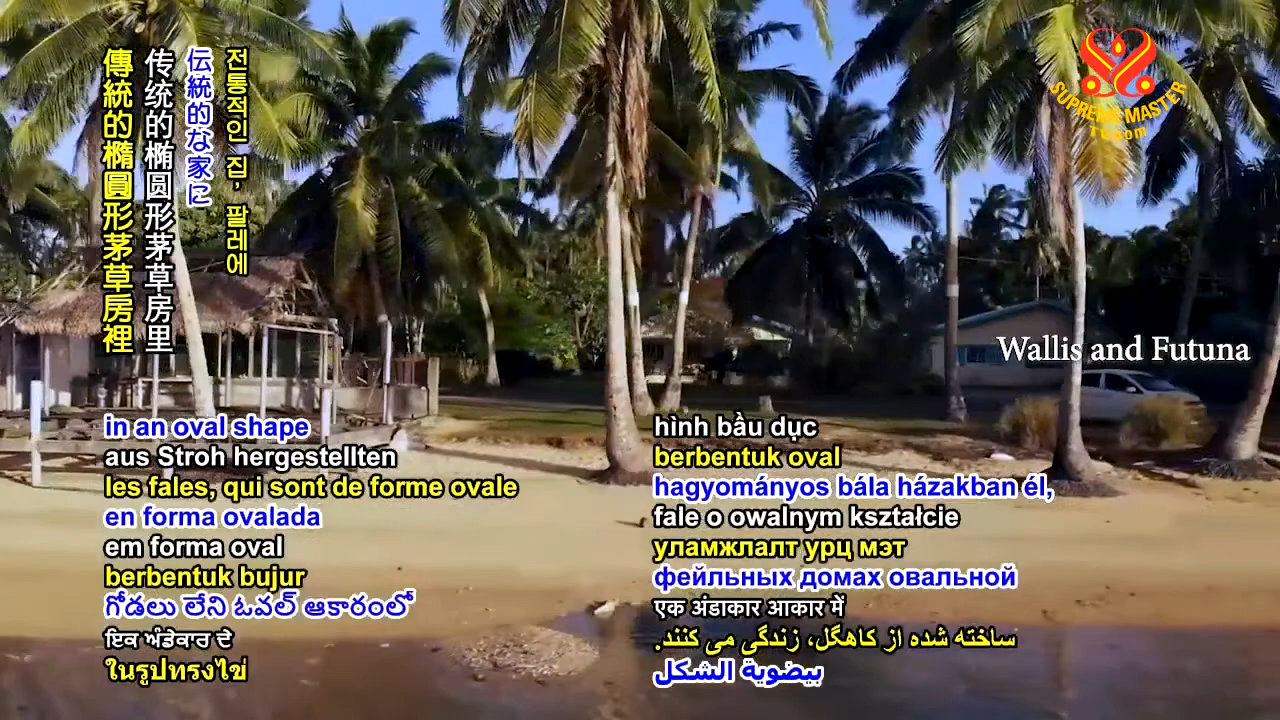 SUPREME MASTER
TV.com
전통적인 집, 팔레에
伝統的な家に
传统的椭圆形茅草房里
傳統的橢圓形茅草房裡
Wallis and Futuna
in an oval shape
aus Stroh hergestellten
les fales, qui sont de forme ovale
en forma ovalada
em forma oval
berbentuk bujur
గోడలు లేని ఓవల్ ఆకారంలో
ਇਕ ਅੰਡੇਕਾਰ ਦੇ
ในรูปทรงไข่
hình bầu dục
berbentuk oval
hagyományos bála házakban él,
fale o owalnym kształcie
уламжлалт урц мэт
фейльных домах овальной
एक अंडाकार आकार में
ساخته شده از کاهگل، زندگی می کنند.
بيضوية الشكل